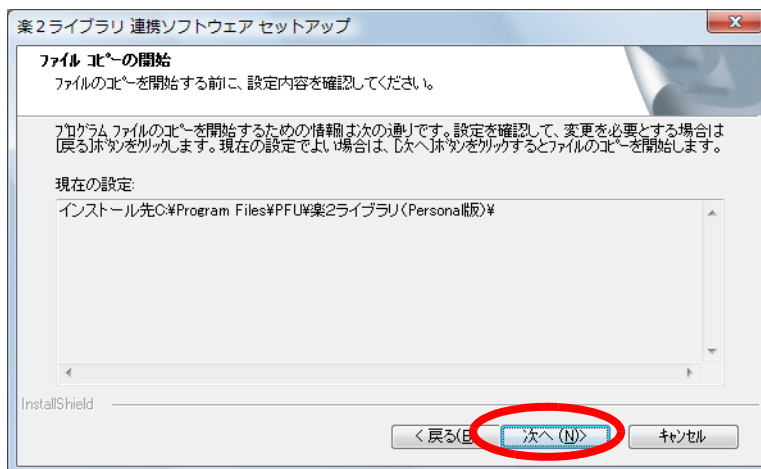 楽2ライブラリ 連携ソフトウェア セットアップ
ファイル コピーの開始
ファイルのコピーを開始する前に、設定内容を確認してください。
プログラム ファイルのコピーを開始するための情報は次の通りです。設定を確認して、変更を必要とする場合は
[戻る]ボタンをクリックします。現在の設定でよい場合は、[次へ]ボタンをクリックするとファイルのコピーを開始します。
現在の設定:
インストール先C:¥Program Files¥PFU¥楽2ライブラリ(Personal版)¥
InstallShield
< 戻る(B
次へ (N)>
キャンセル